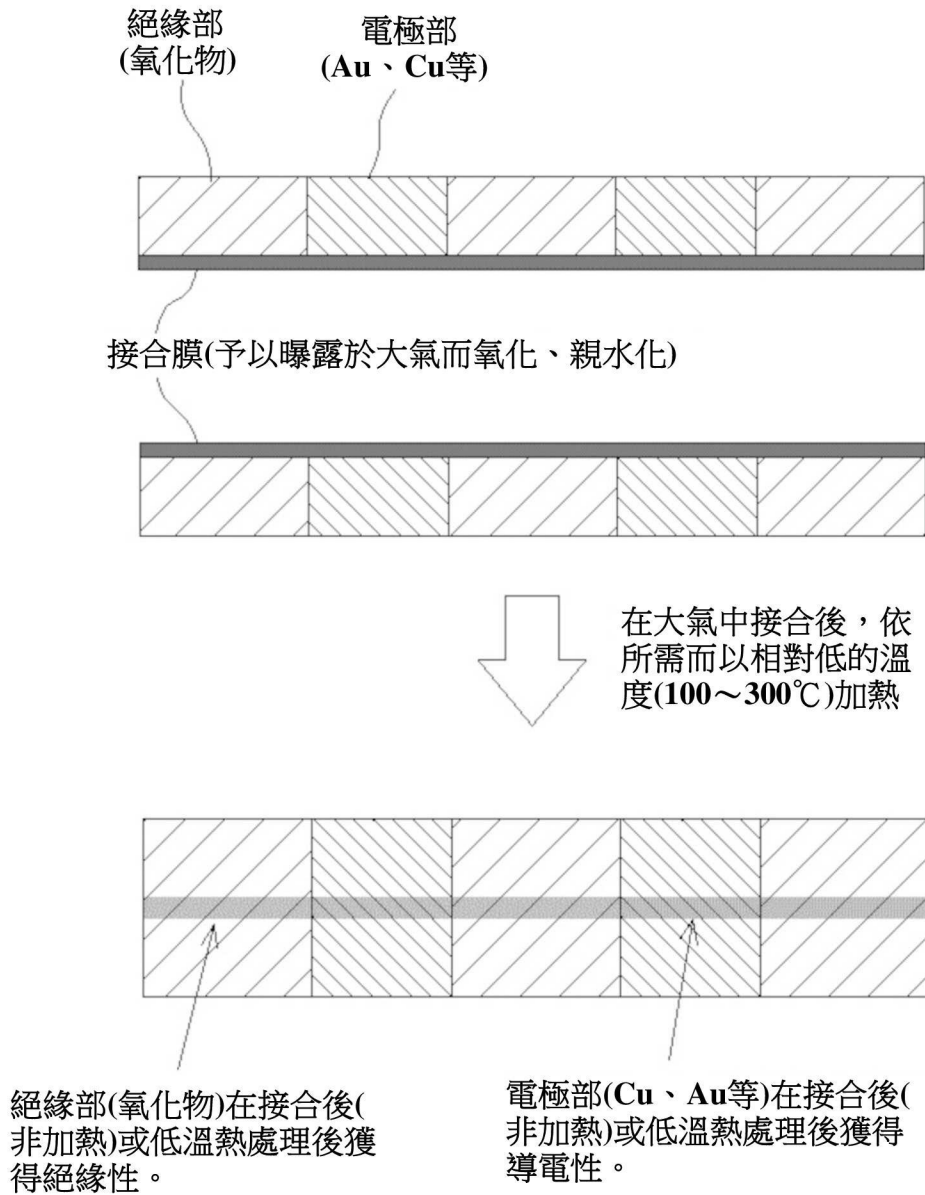 絕緣部
(氧化物)
電極部
(Au、Cu等)
接合膜(予以曝露於大氣而氧化、親水化)
在大氣中接合後，依
所需而以相對低的溫
度(100～300℃)加熱
絕緣部(氧化物)在接合後(
非加熱)或低溫熱處理後獲
得絕緣性。
電極部(Cu、Au等)在接合後(
非加熱)或低溫熱處理後獲得
導電性。